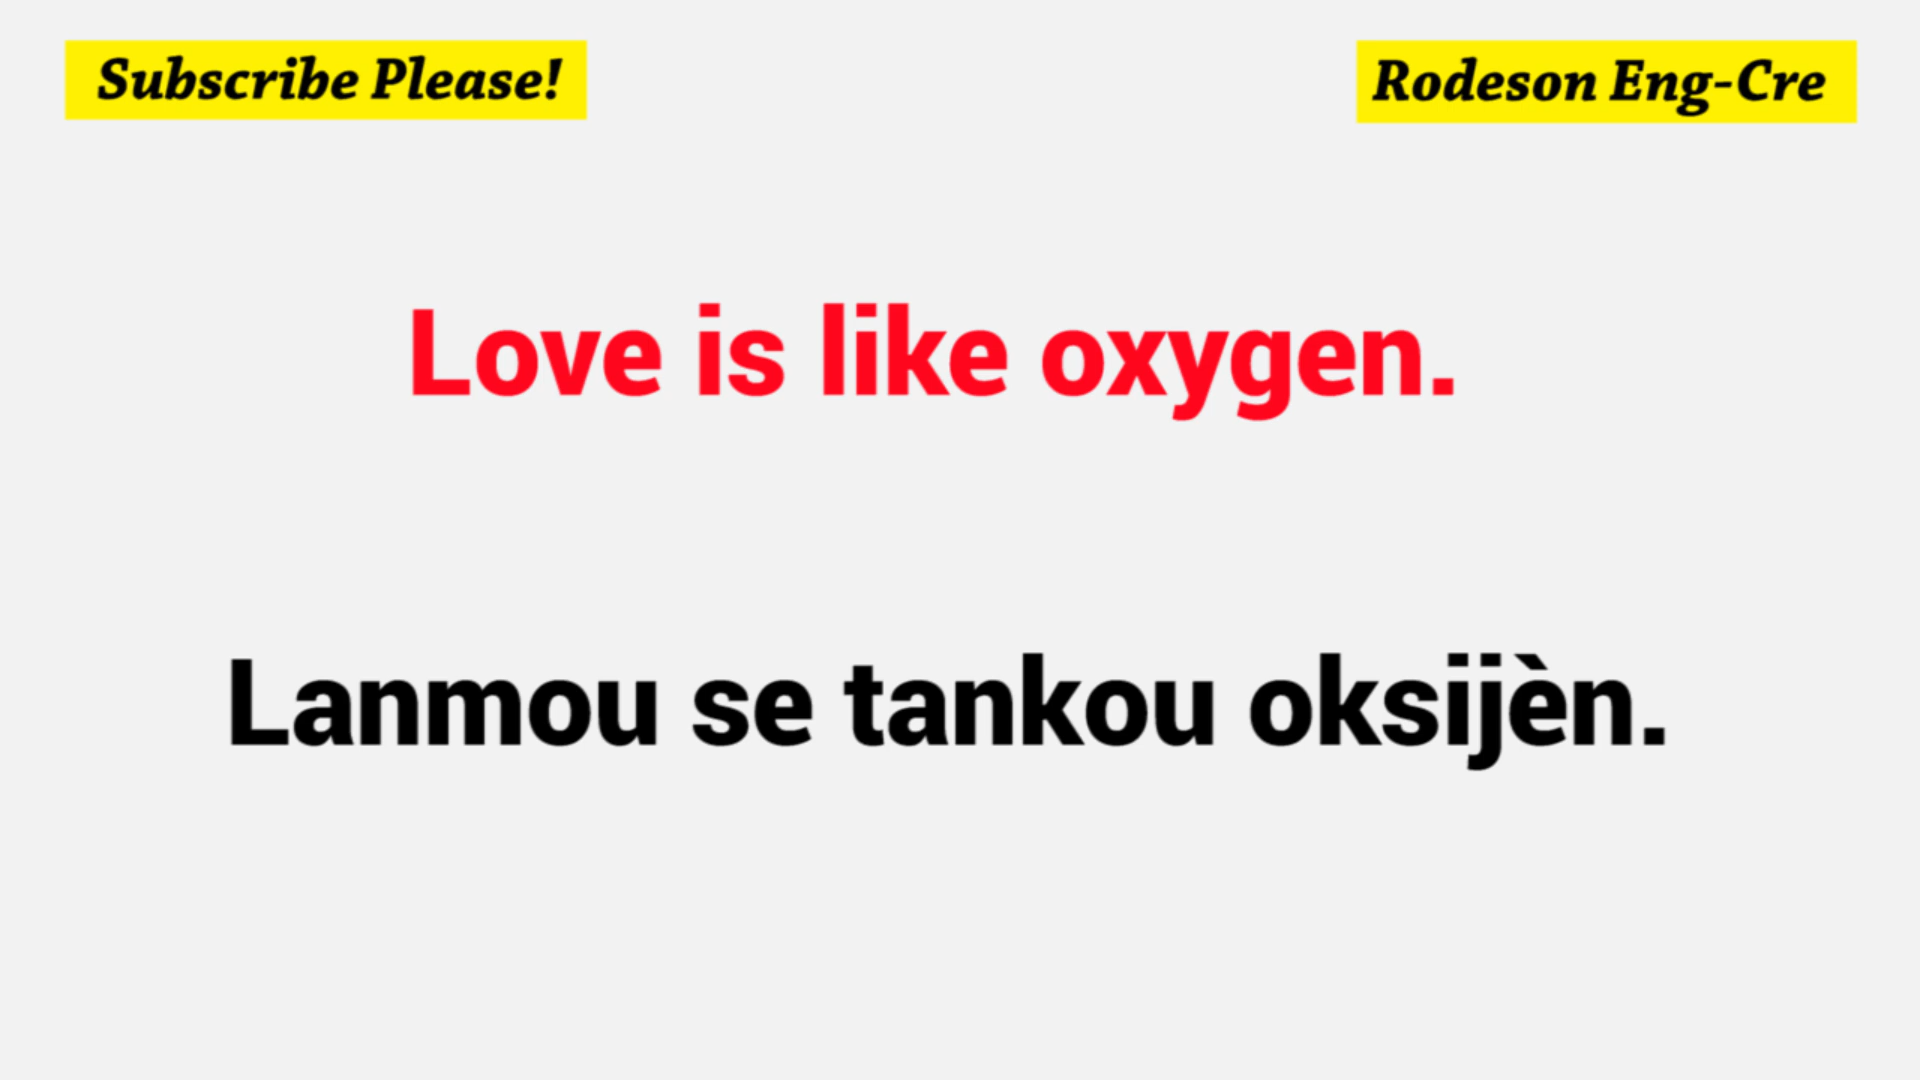 Subscribe Please!
Rodeson Eng-Cre
Love is like oxygen.
Lanmou se tankou oksijèn.